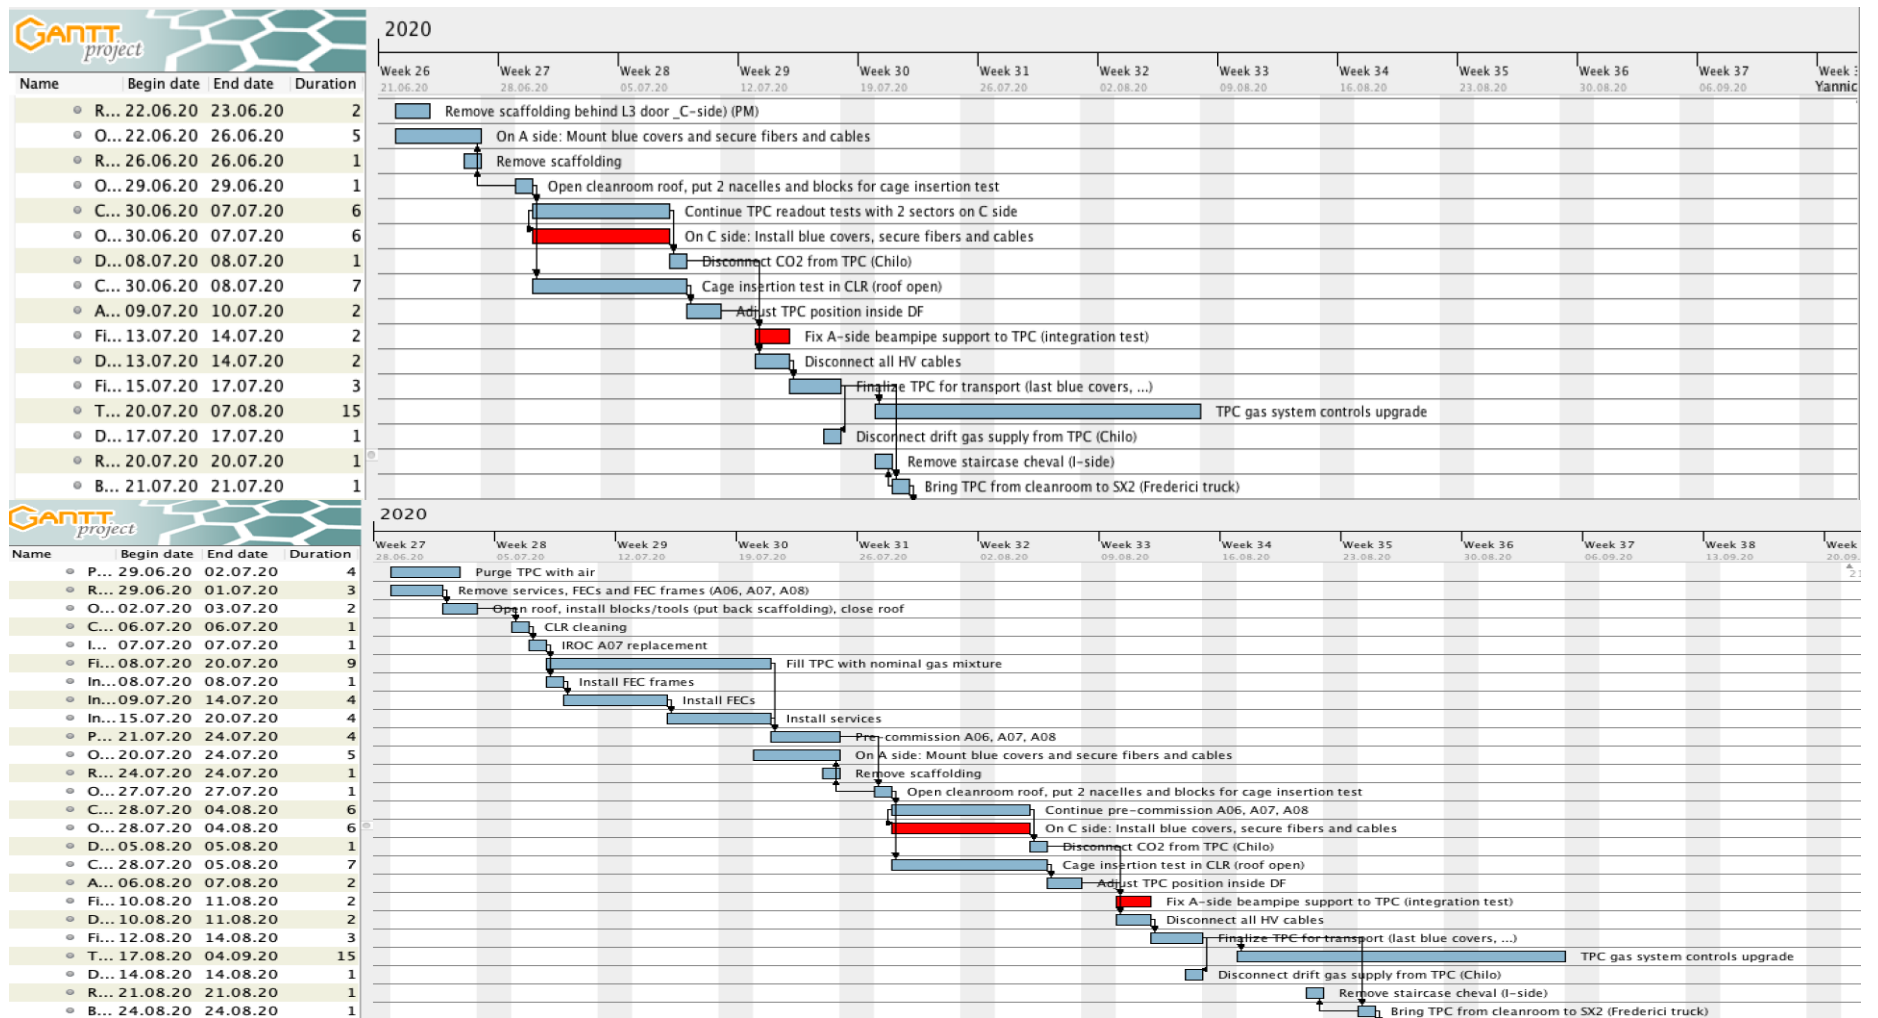 GANTT project
2020
Week 26 Week 27 Week 28 Week 29 Week 30 Week 31 Week 32 Week 33 Week 34 Week 35 Week 36 Week 37 Week
Name Begin date End date Duration
21.06.20 28.06.20 05.07.20 12.07.20 19.07.20 26.07.20 02.08.20 09.08.20 16.08.20 23.08.20 30.08.20 06.09.20 Yannic
R... 22.06.20 23.06.20 2 Remove scaffolding behind L3 door _C-side) (PM)
O... 22.06.20 26.06.20 5 On A side: Mount blue covers and secure fibers and cables
R... 26.06.20 26.06.20 1 Remove scaffolding
O... 29.06.20 29.06.20 1 Open cleanroom roof, put 2 nacelles and blocks for cage insertion test
C... 30.06.20 07.07.20 6 Continue TPC readout tests with 2 sectors on C side
O... 30.06.20 07.07.20 6 On C side: Install blue covers, secure fibers and cables
D... 08.07.20 08.07.20 1 Disconnect CO2 from TPC (Chilo)
C... 30.06.20 08.07.20 7 Cage insertion test in CLR (roof open)
A... 09.07.20 10.07.20 2 Adjust TPC position inside DF
Fi... 13.07.20 14.07.20 2 Fix A-side beampipe support to TPC (integration test)
D... 13.07.20 14.07.20 2 Disconnect all HV cables
Fi... 15.07.20 17.07.20 3 Finalize TPC for transport (last blue covers, ...)
T... 20.07.20 07.08.20 15 TPC gas system controls upgrade
D... 17.07.20 17.07.20 1 Disconnect drift gas supply from TPC (Chilo)
R... 20.07.20 20.07.20 1 Remove staircase cheval (I-side)
B... 21.07.20 21.07.20 1 Bring TPC from cleanroom to SX2 (Frederici truck)
GANTT project
2020
Week 27 Week 28 Week 29 Week 30 Week 31 Week 32 Week 33 Week 34 Week 35 Week 36 Week 37 Week 38 Week
Name Begin date End date Duration
28.06.20 05.07.20 12.07.20 19.07.20 26.07.20 02.08.20 09.08.20 16.08.20 23.08.20 30.08.20 06.09.20 13.09.20 20.09.
P... 29.06.20 02.07.20 4 Purge TPC with air
R... 29.06.20 01.07.20 3 Remove services, FECs and FEC frames (A06, A07, A08)
O... 02.07.20 03.07.20 2 Open roof, install blocks/tools (put back scaffolding), close roof
C... 06.07.20 06.07.20 1 CLR cleaning
I... 07.07.20 07.07.20 1 IROC A07 replacement
Fi... 08.07.20 20.07.20 9 Fill TPC with nominal gas mixture
In... 08.07.20 08.07.20 1 Install FEC frames
In... 09.07.20 14.07.20 4 Install FECs
In... 15.07.20 20.07.20 4 Install services
P... 21.07.20 24.07.20 4 Pre-commission A06, A07, A08
O... 20.07.20 24.07.20 5 On A side: Mount blue covers and secure fibers and cables
R... 24.07.20 24.07.20 1 Remove scaffolding
O... 27.07.20 27.07.20 1 Open cleanroom roof, put 2 nacelles and blocks for cage insertion test
C... 28.07.20 04.08.20 6 Continue pre-commission A06, A07, A08
O... 28.07.20 04.08.20 6 On C side: Install blue covers, secure fibers and cables
D... 05.08.20 05.08.20 1 Disconnect CO2 from TPC (Chilo)
C... 28.07.20 05.08.20 7 Cage insertion test in CLR (roof open)
A... 06.08.20 07.08.20 2 Adjust TPC position inside DF
Fi... 10.08.20 11.08.20 2 Fix A-side beampipe support to TPC (integration test)
D... 10.08.20 11.08.20 2 Disconnect all HV cables
Fi... 12.08.20 14.08.20 3 Finalize TPC for transport (last blue covers, ...)
T... 17.08.20 04.09.20 15 TPC gas system controls upgrade
D... 14.08.20 14.08.20 1 Disconnect drift gas supply from TPC (Chilo)
R... 21.08.20 21.08.20 1 Remove staircase cheval (I-side)
B... 24.08.20 24.08.20 1 Bring TPC from cleanroom to SX2 (Frederici truck)